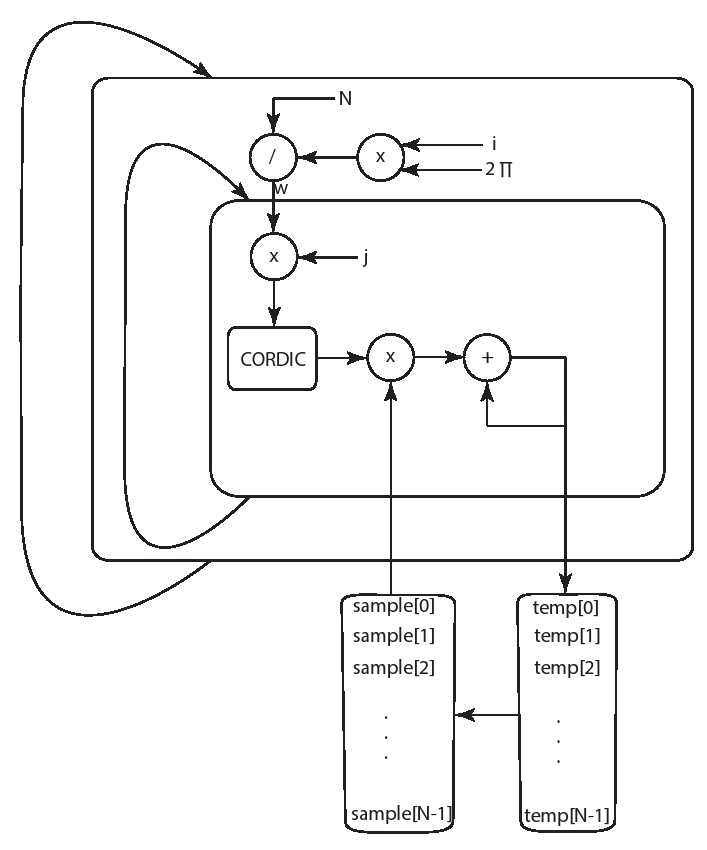 N
/
x
i
2 ∏
w
x
j
CORDIC
x
+
sample[0]
sample[1]
sample[2]
.
.
.
sample[N-1]
temp[0]
temp[1]
temp[2]
.
.
.
temp[N-1]